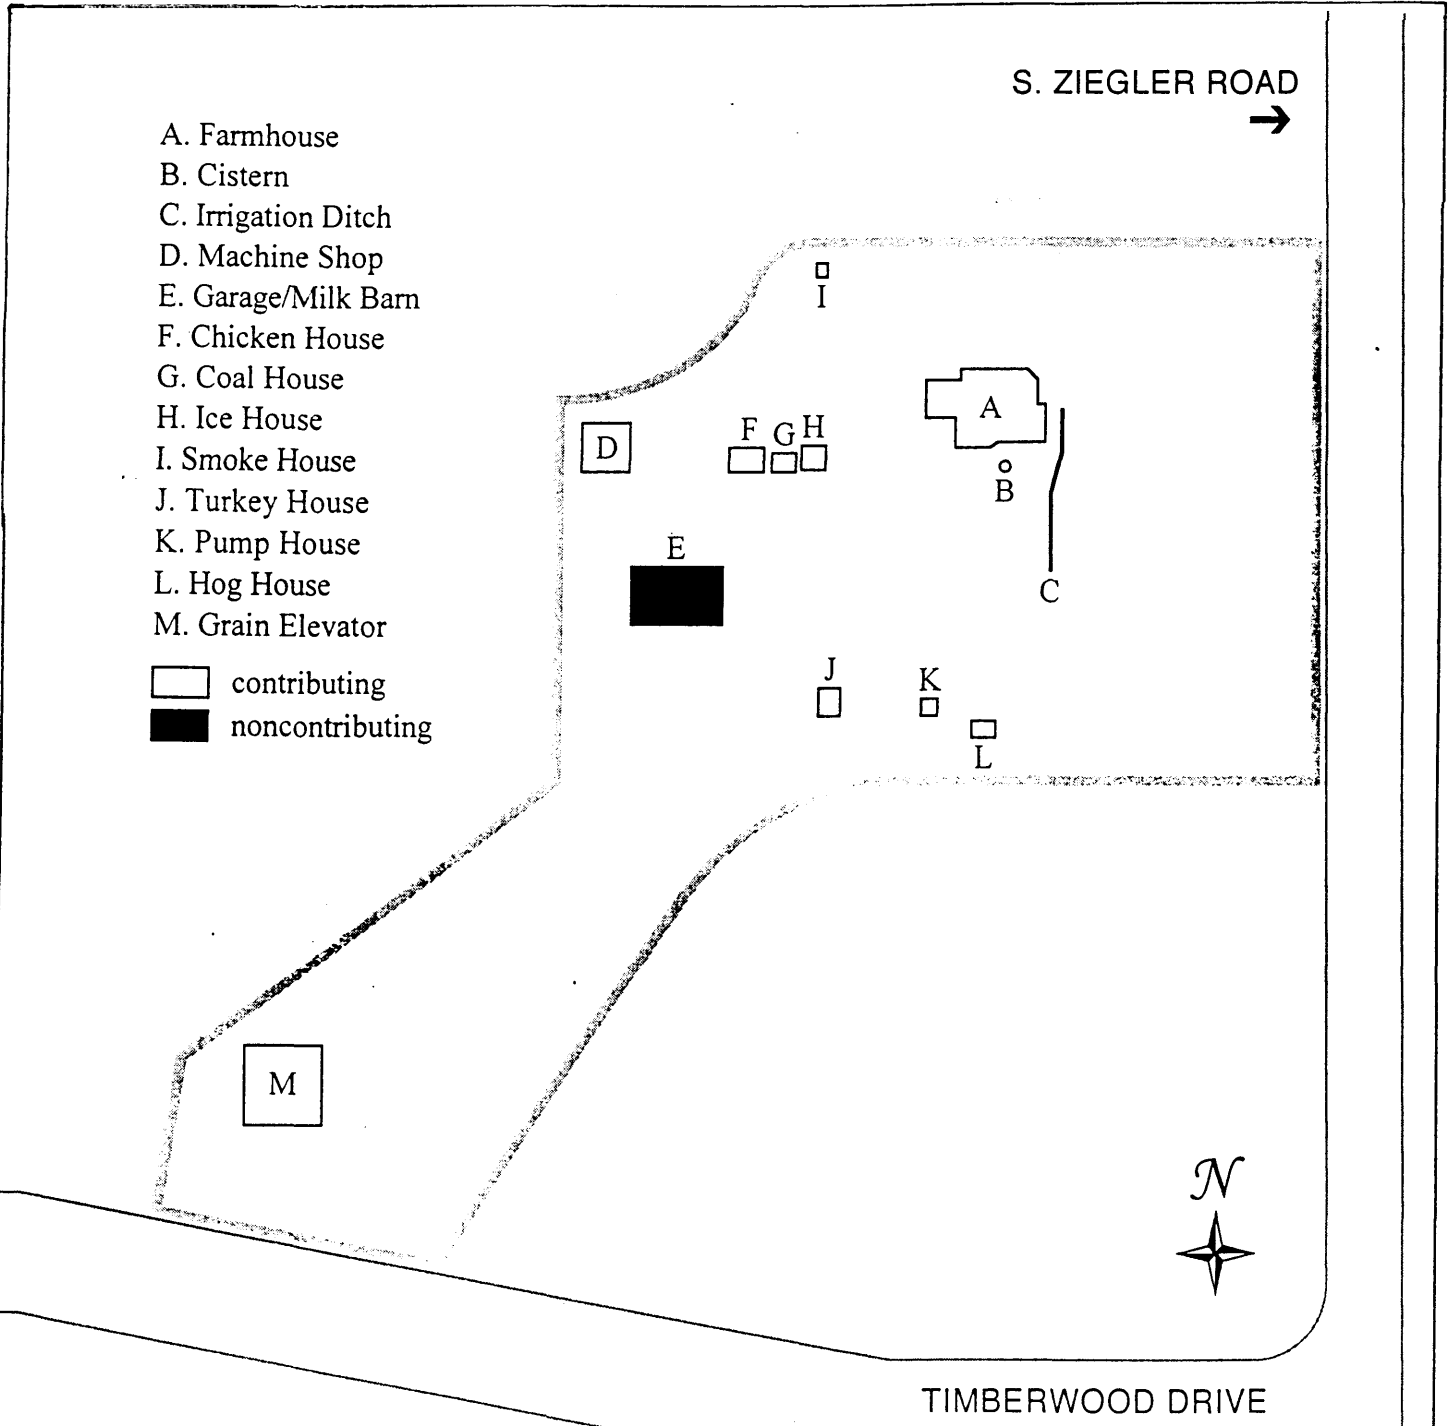 S. ZIEGLER ROAD
A. Farmhouse
B. Cistern
C. Irrigation Ditch
D. Machine Shop
E. Garage/Milk Barn
F. Chicken House
G. Coal House
H. Ice House
I. Smoke House
J. Turkey House
K. Pump House
L. Hog House
M. Grain Elevator
contributing
noncontributing
I
A
D
F
G
H
B
E
C
J
K
L
M
N
TIMBERWOOD DRIVE